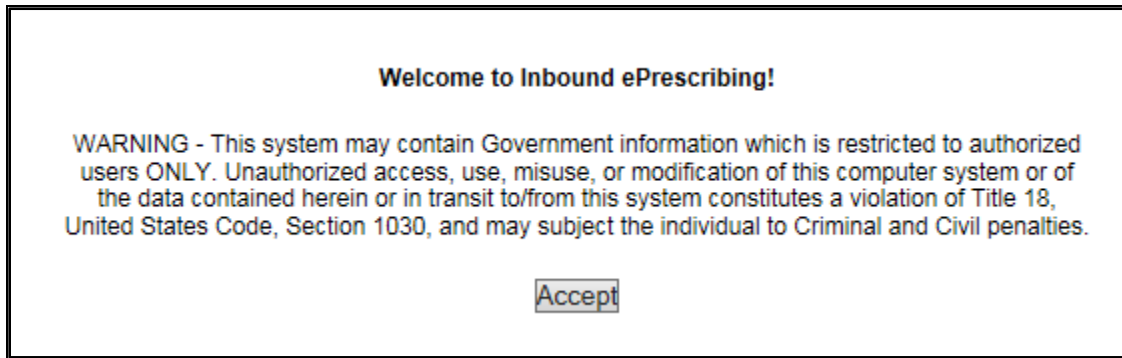 Welcome to Inbound ePrescribing!
WARNING - This system may contain Government information which is restricted to authorized
users ONLY. Unauthorized access, use, misuse, or modification of this computer system or of
the data contained herein or in transit to/from this system constitutes a violation of Title 18,
United States Code, Section 1030, and may subject the individual to Criminal and Civil penalties.
Accept